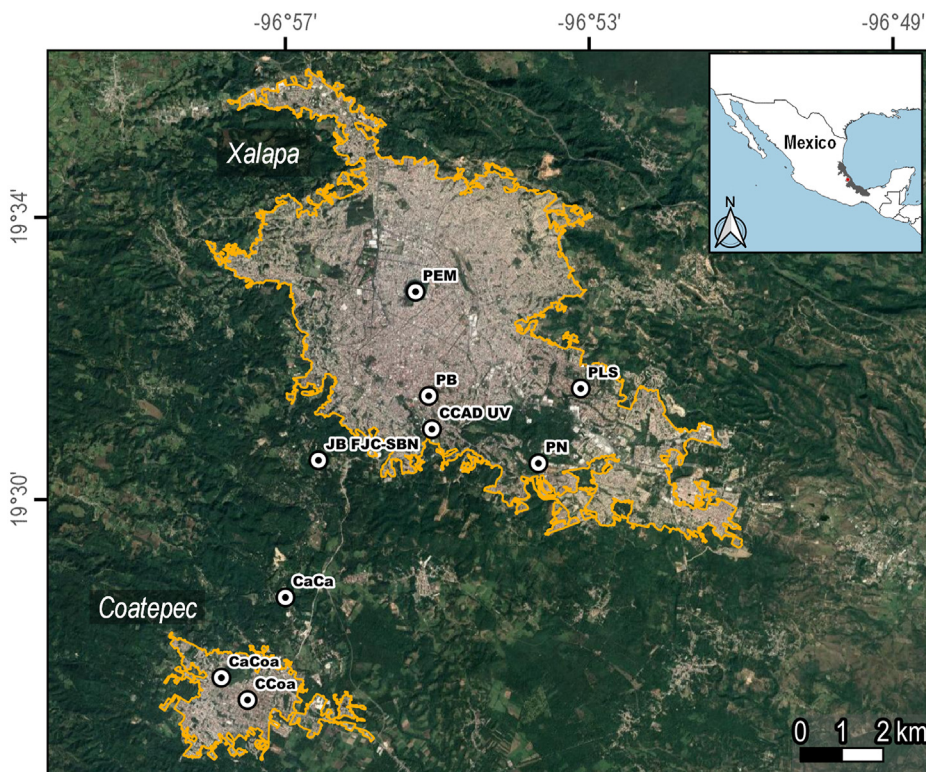 -96°57' -96°53' -96°49'
Mexico
Xalapa
N
19°34'
PEM
PLS
PB
CCAD UV
JB FJC-SBN
PN
19°30'
CaCa
Coatepec
CaCoa
CCoa
0 1 2 km